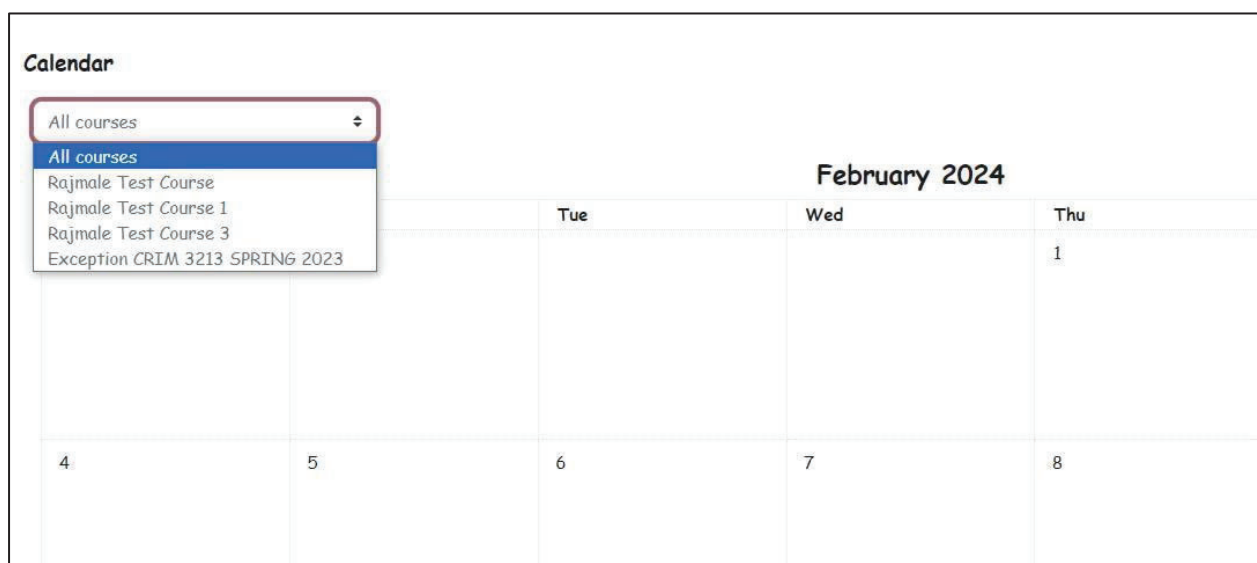 Calendar
All courses
All courses
Rajmale Test Course
Rajmale Test Course 1
Rajmale Test Course 3
Exception CRIM 3213 SPRING 2023
February 2024
Tue Wed Thu
1
4 5 6 7 8